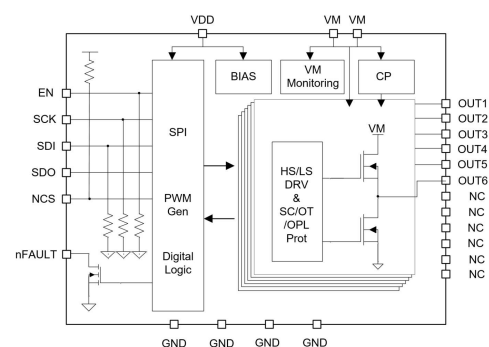 VDD
VM VM
EN
SCK
SDI
SDO
NCS
nFAULT
SPI
PWM
Gen
Digital
Logic
BIAS
VM
Monitoring
CP
VM
HS/LS
DRV
&
SC/OT
/OPL
Prot
OUT1
OUT2
OUT3
OUT4
OUT5
OUT6
NC
NC
NC
NC
NC
NC
GND GND GND GND